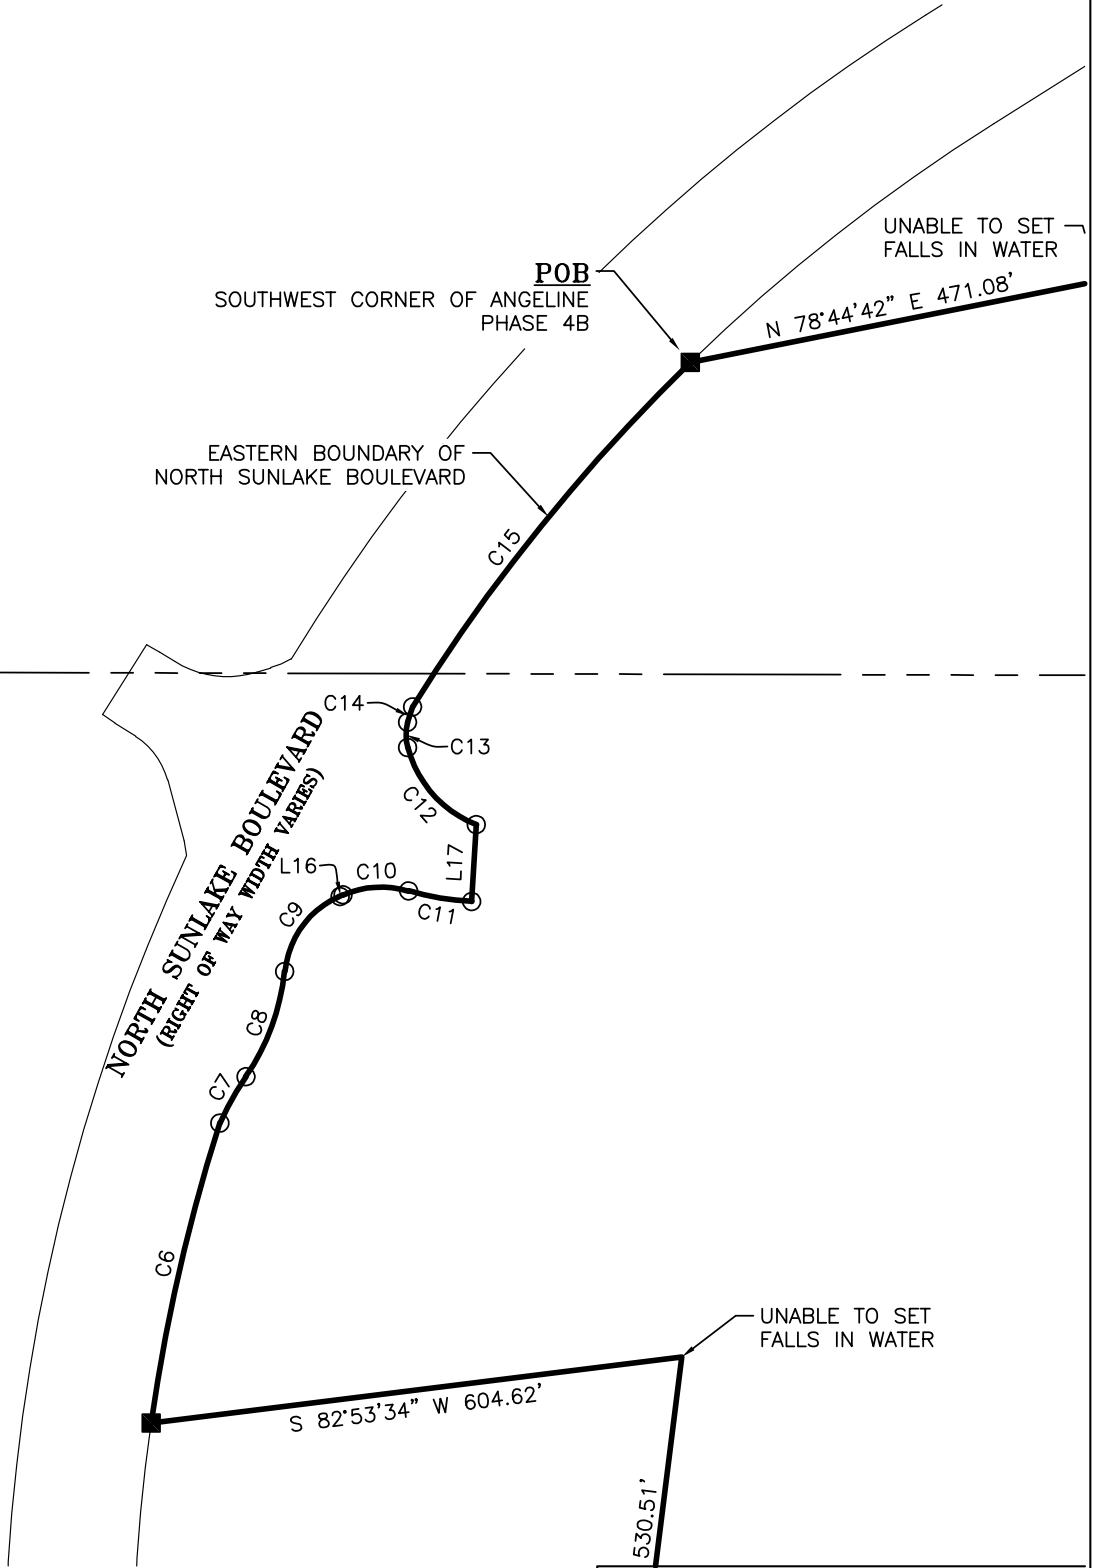 UNABLE TO SET
FALLS IN WATER
POB
SOUTHWEST CORNER OF ANGELINE
PHASE 4B
N 78°44'42" E 471.08'
EASTERN BOUNDARY OF
NORTH SUNLAKE BOULEVARD
C15
C14
C13
C12
L17
L16
C10
C11
C9
NORTH SUNLAKE BOULEVARD
(RIGHT OF WAY WIDTH VARIES)
C8
C7
C6
UNABLE TO SET
FALLS IN WATER
S 82°53'34" W 604.62'
530.51'